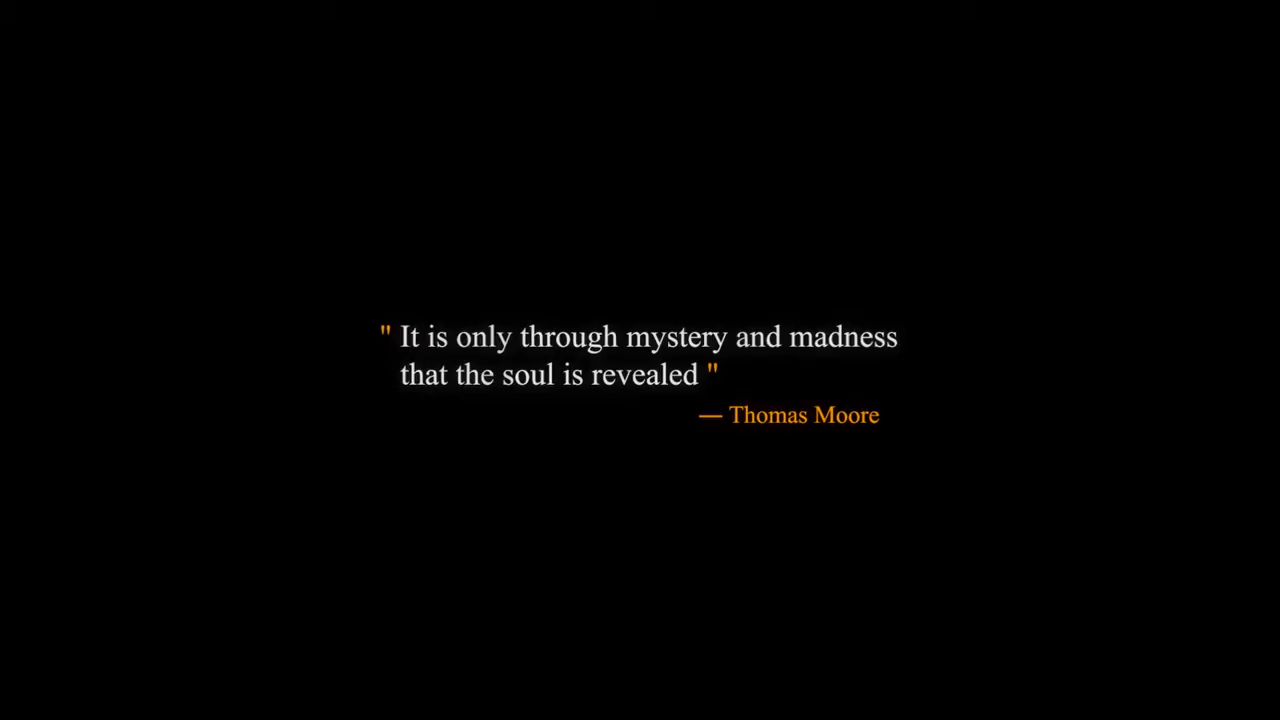 " It is only through mystery and madness
that the soul is revealed "
— Thomas Moore